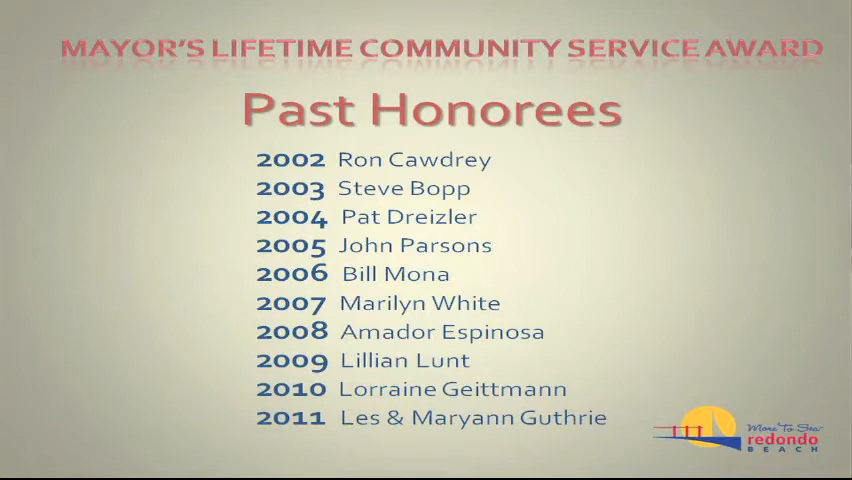 MAYOR'S LIFETIME COMMUNITY SERVICE AWARD
Past Honorees
2002 Ron Cawdrey
2003 Steve Bopp
2004 Pat Dreizler
2005 John Parsons
2006 Bill Mona
2007 Marilyn White
2008 Amador Espinosa
2009 Lillian Lunt
2010 Lorraine Geittmann
2011 Les & Maryann Guthrie
More To Sea
redondo
BEACH